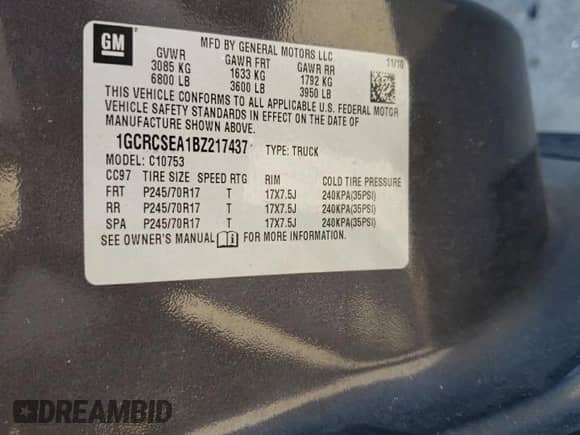 GM
MFD BY GENERAL MOTORS LLC
11/10
GVWR GAWR FRT GAWR RR
3085 KG 1633 KG 1792 KG
6800 LB 3600 LB 3950 LB
THIS VEHICLE CONFORMS TO ALL APPLICABLE U.S. FEDERAL MOTOR
VEHICLE SAFETY STANDARDS IN EFFECT ON THE DATE OF
MANUFACTURE SHOWN ABOVE.
1GCRCSEA1BZ217437 TYPE: TRUCK
MODEL: C10753
CC97 TIRE SIZE SPEED RTG RIM COLD TIRE PRESSURE
FRT P245/70R17 T 17X7.5J 240KPA(35PSI)
RR P245/70R17 T 17X7.5J 240KPA(35PSI)
SPA P245/70R17 T 17X7.5J 240KPA(35PSI)
SEE OWNER'S MANUAL FOR MORE INFORMATION.
DREAMBID